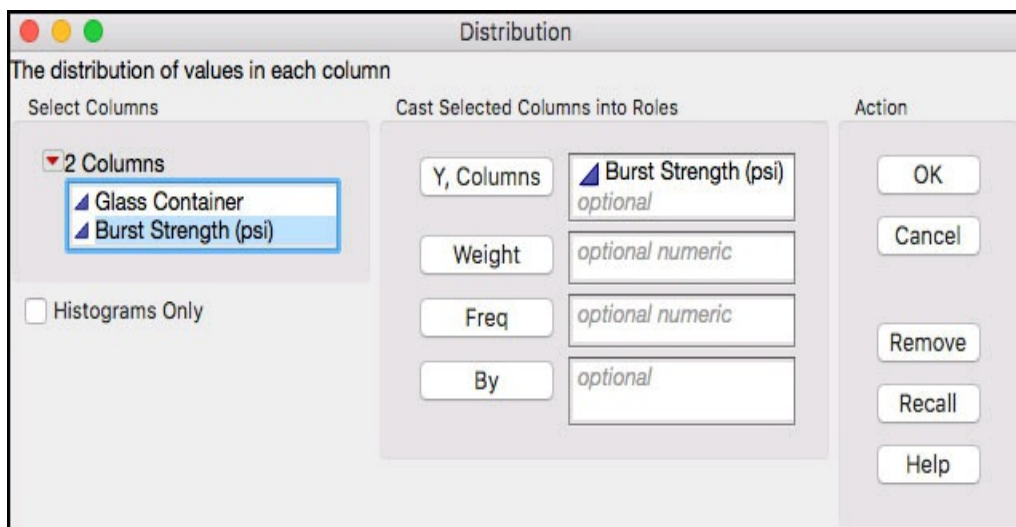 Distribution
The distribution of values in each column
Select Columns
2 Columns
Glass Container
Burst Strength (psi)
Histograms Only
Cast Selected Columns into Roles
Y, Columns
Burst Strength (psi)
optional
Weight
optional numeric
Freq
optional numeric
By
optional
Action
OK
Cancel
Remove
Recall
Help